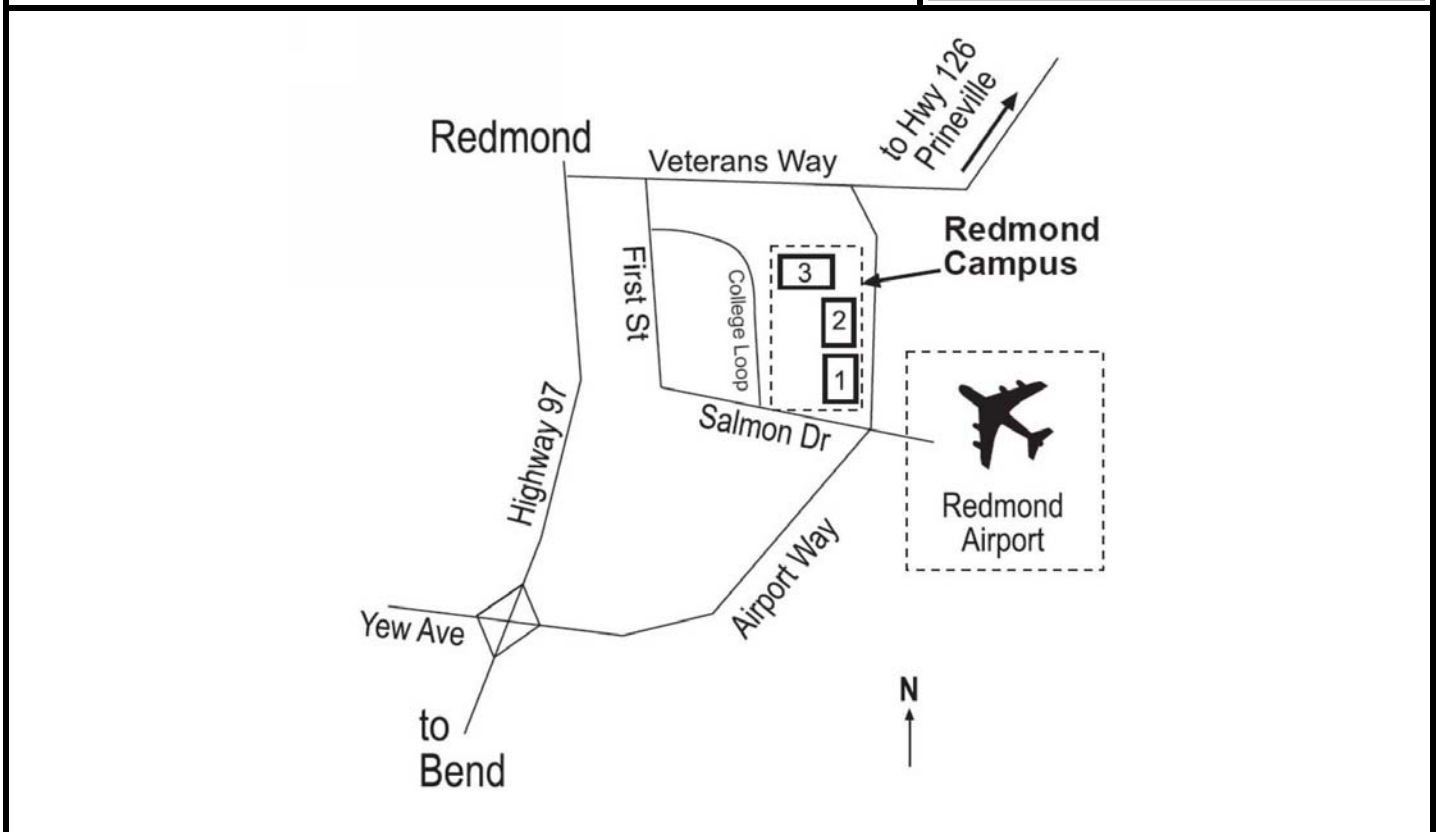 to Hwy 126
Prineville
Redmond
Veterans Way
Redmond
Campus
First St
College Loop
3
2
1
Highway 97
Salmon Dr
Redmond
Airport
Airport Way
Yew Ave
N
to
Bend